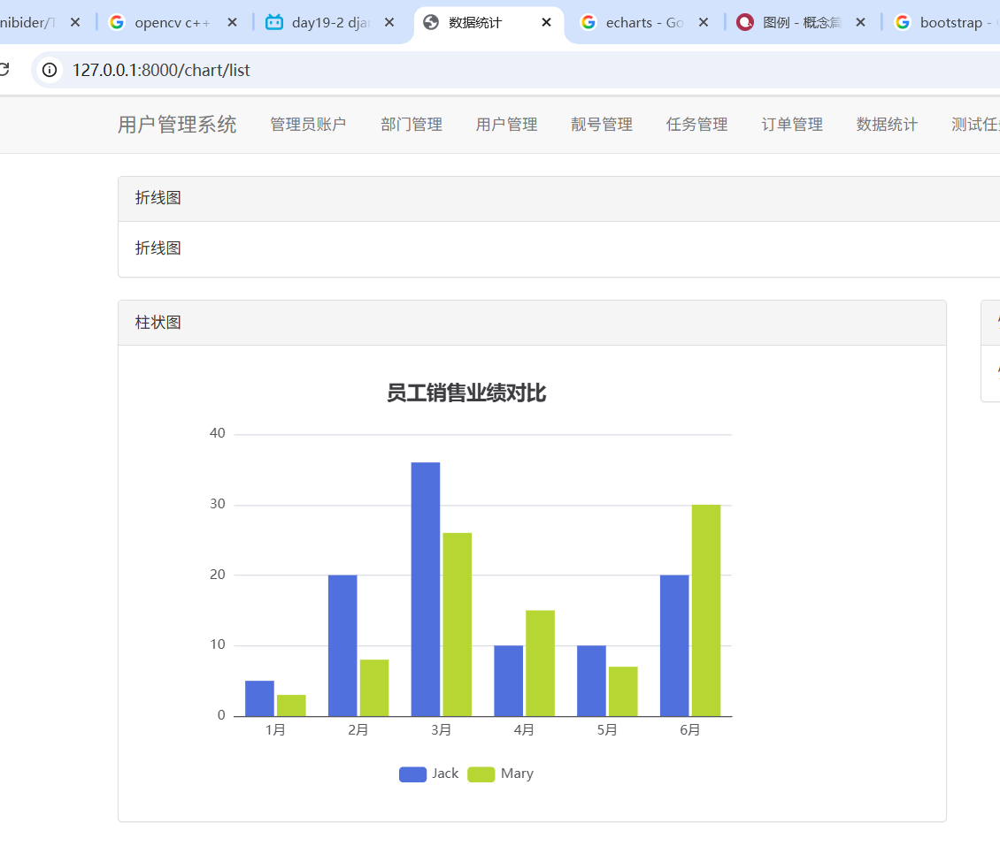 nibider/T opencv c++ day19-2 djan 数据统计 echarts - Go 图例 - 概念篇 bootstrap -
127.0.0.1:8000/chart/list
用户管理系统 管理员账户 部门管理 用户管理 靓号管理 任务管理 订单管理 数据统计 测试任
折线图
折线图
柱状图
员工销售业绩对比
40
30
20
10
0
1月 2月 3月 4月 5月 6月
Jack Mary